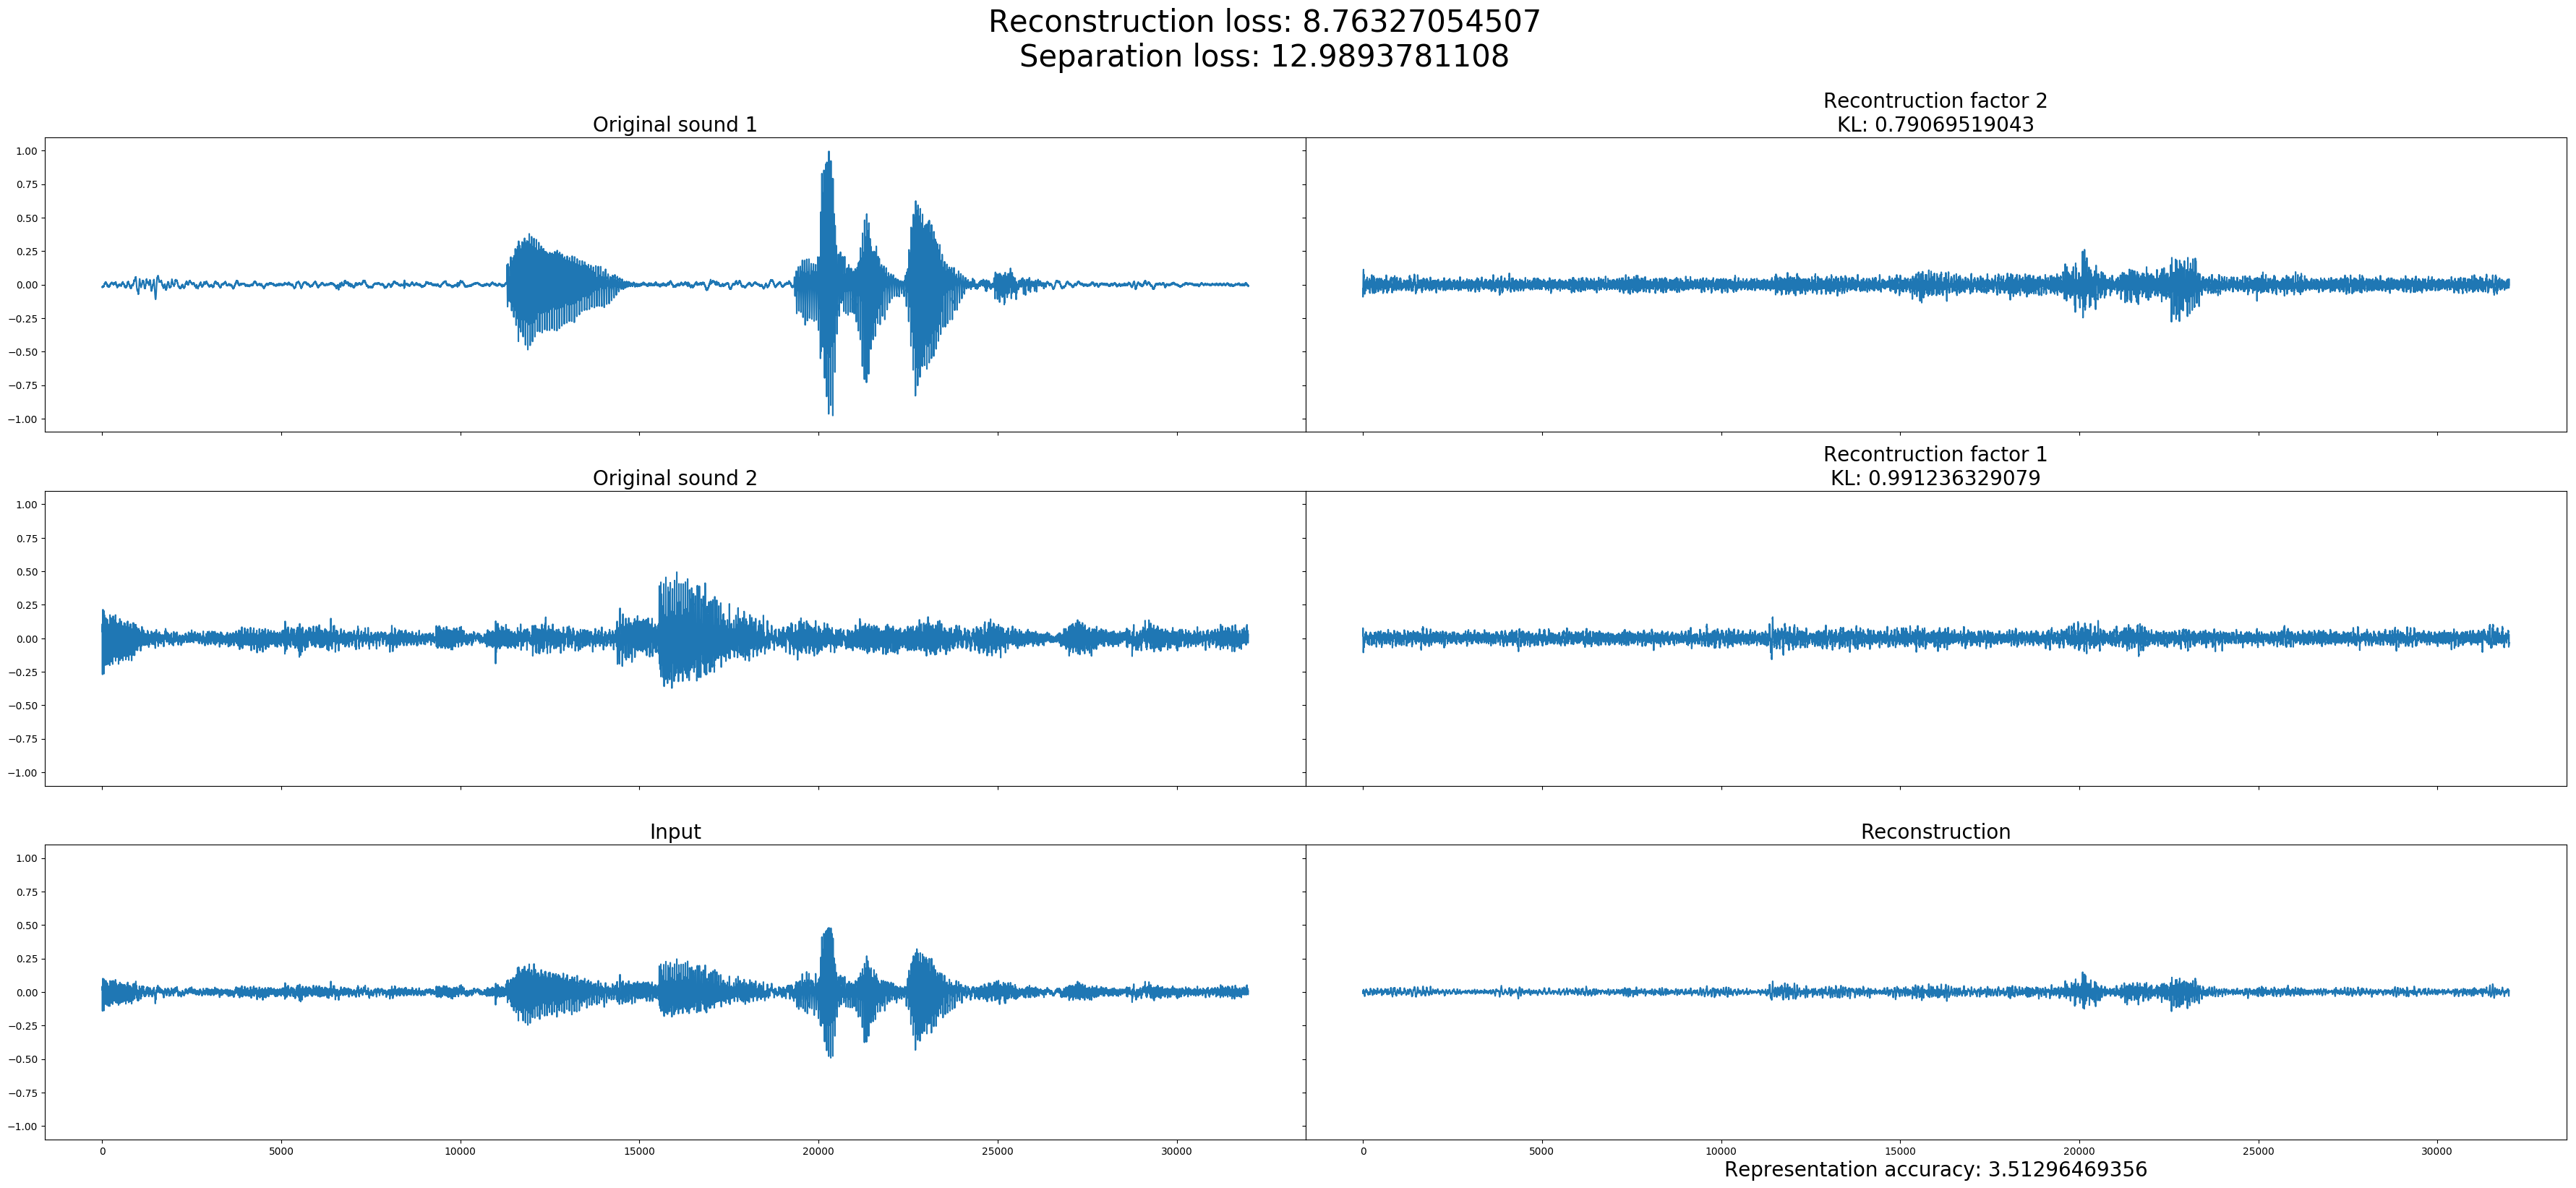 Reconstruction loss: 8.76327054507
Separation loss: 12.9893781108
Original sound 1
Recontruction factor 2
KL: 0.79069519043
1.00
0.75
0.50
0.25
0.00
−0.25
−0.50
−0.75
−1.00
Original sound 2
Recontruction factor 1
KL: 0.991236329079
1.00
0.75
0.50
0.25
0.00
−0.25
−0.50
−0.75
−1.00
Input
Reconstruction
1.00
0.75
0.50
0.25
0.00
−0.25
−0.50
−0.75
−1.00
0 5000 10000 15000 20000 25000 30000
0 5000 10000 15000 20000 25000 30000
Representation accuracy: 3.51296469356